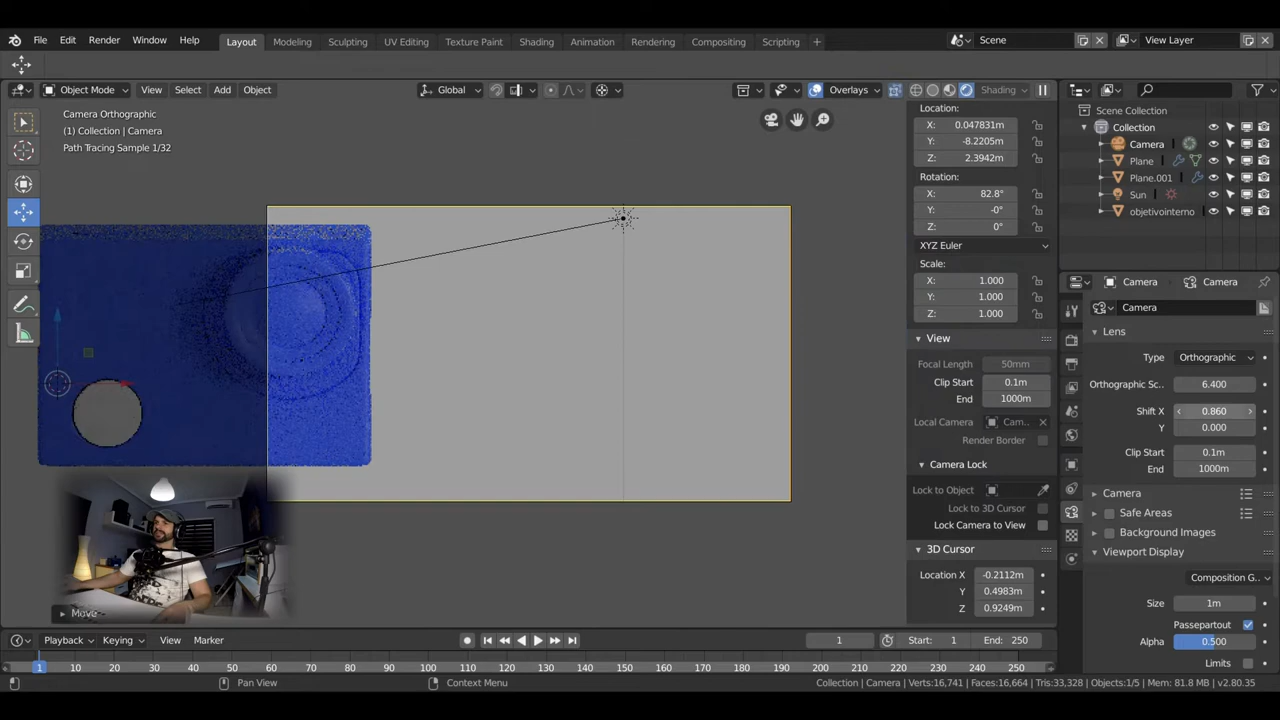 File Edit Render Window Help Layout Modeling Sculpting UV Editing Texture Paint Shading Animation Rendering Compositing Scripting + Scene View Layer
Object Mode View Select Add Object Global Overlays Shading
Camera Orthographic
(1) Collection | Camera
Path Tracing Sample 1/32
Location:
X: 0.047831m
Y: -8.2205m
Z: 2.3942m
Rotation:
X: 82.8°
Y: -0°
Z: 0°
XYZ Euler
Scale:
X: 1.000
Y: 1.000
Z: 1.000
View
Focal Length 50mm
Clip Start 0.1m
End 1000m
Local Camera Cam...
Render Border
Camera Lock
Lock to Object
Lock to 3D Cursor
Lock Camera to View
3D Cursor
Location X -0.2112m
Y 0.4983m
Z 0.9249m
Scene Collection
Collection
Camera
Plane
Plane.001
Sun
objetivointerno
Camera Camera
Camera
Lens
Type Orthographic
Orthographic Sc.. 6.400
Shift X 0.860
Y 0.000
Clip Start 0.1m
End 1000m
Camera
Safe Areas
Background Images
Viewport Display
Composition G...
Size 1m
Passepartout
Alpha 0.500
Limits
Move
Playback Keying View Marker 1 Start: 1 End: 250
1 10 20 30 40 50 60 70 80 90 100 110 120 130 140 150 160 170 180 190 200 210 220 230 240 250
Pan View Context Menu Collection | Camera | Verts:16,741 | Faces:16,664 | Tris:33,328 | Objects:1/5 | Mem: 81.8 MB | v2.80.35